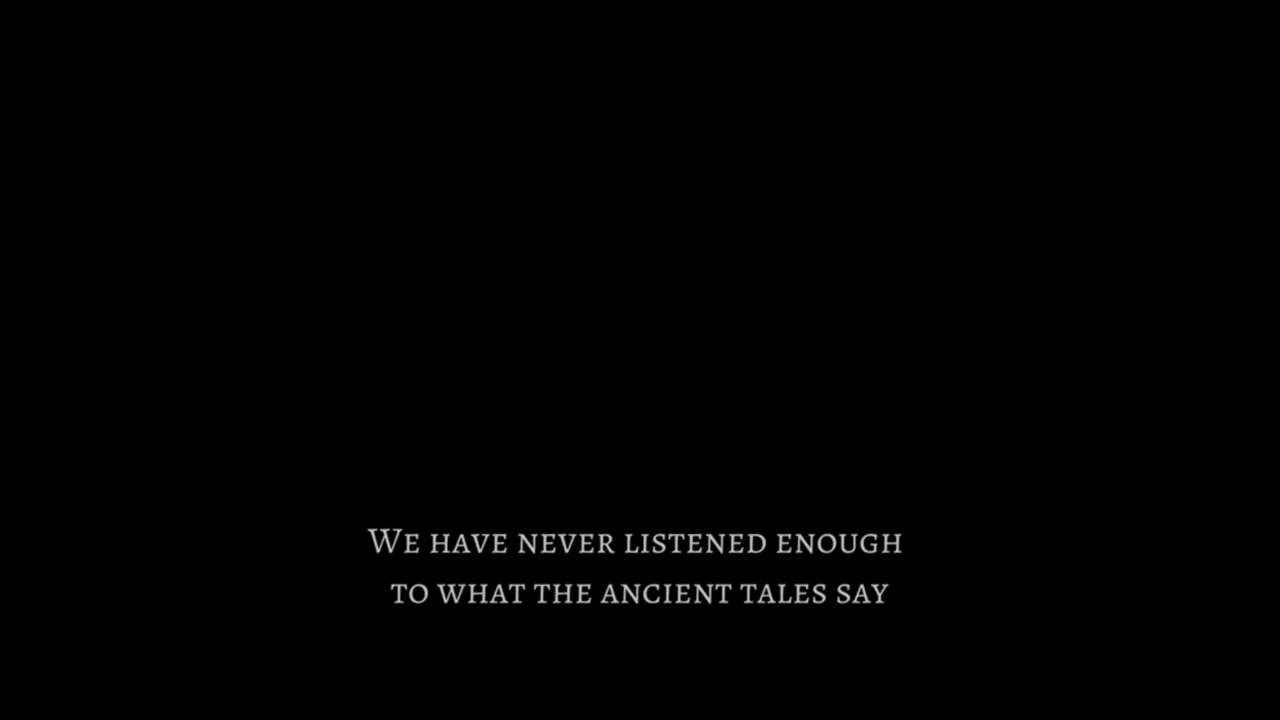 We have never listened enough
to what the ancient tales say